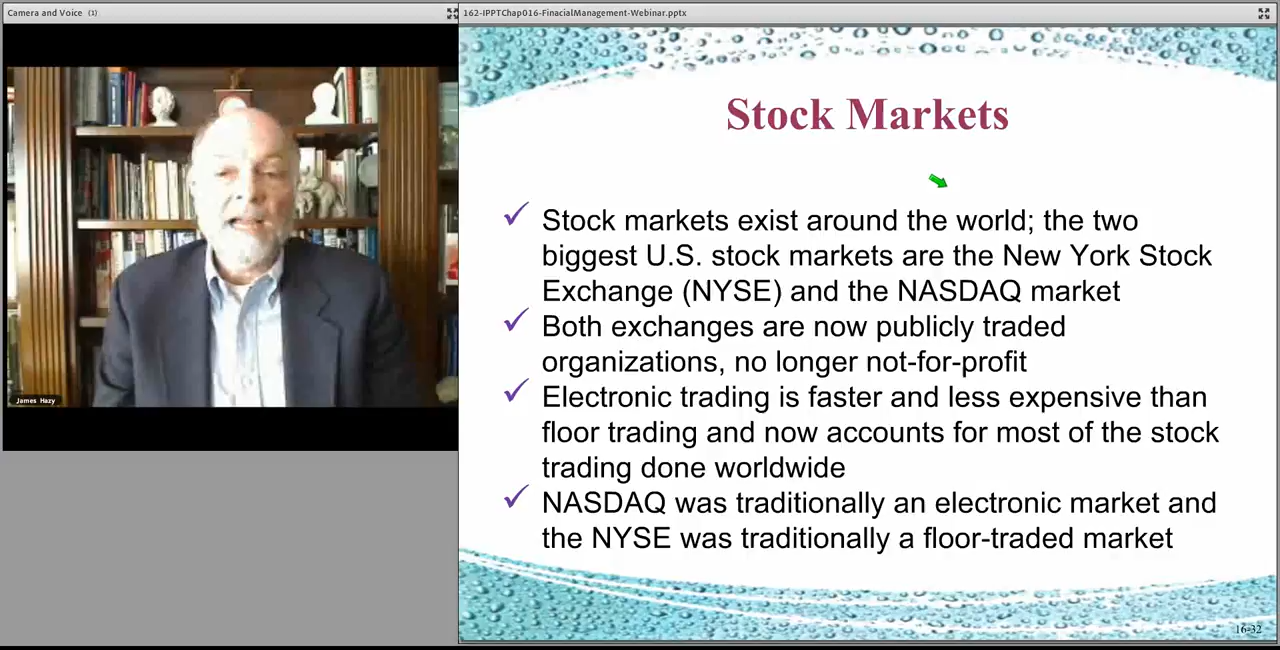 Camera and Voice (1)
162-IPPTChap016-FinacialManagement-Webinar.pptx
James Hazy
Stock Markets
Stock markets exist around the world; the two
biggest U.S. stock markets are the New York Stock
Exchange (NYSE) and the NASDAQ market
Both exchanges are now publicly traded
organizations, no longer not-for-profit
Electronic trading is faster and less expensive than
floor trading and now accounts for most of the stock
trading done worldwide
NASDAQ was traditionally an electronic market and
the NYSE was traditionally a floor-traded market
16-32